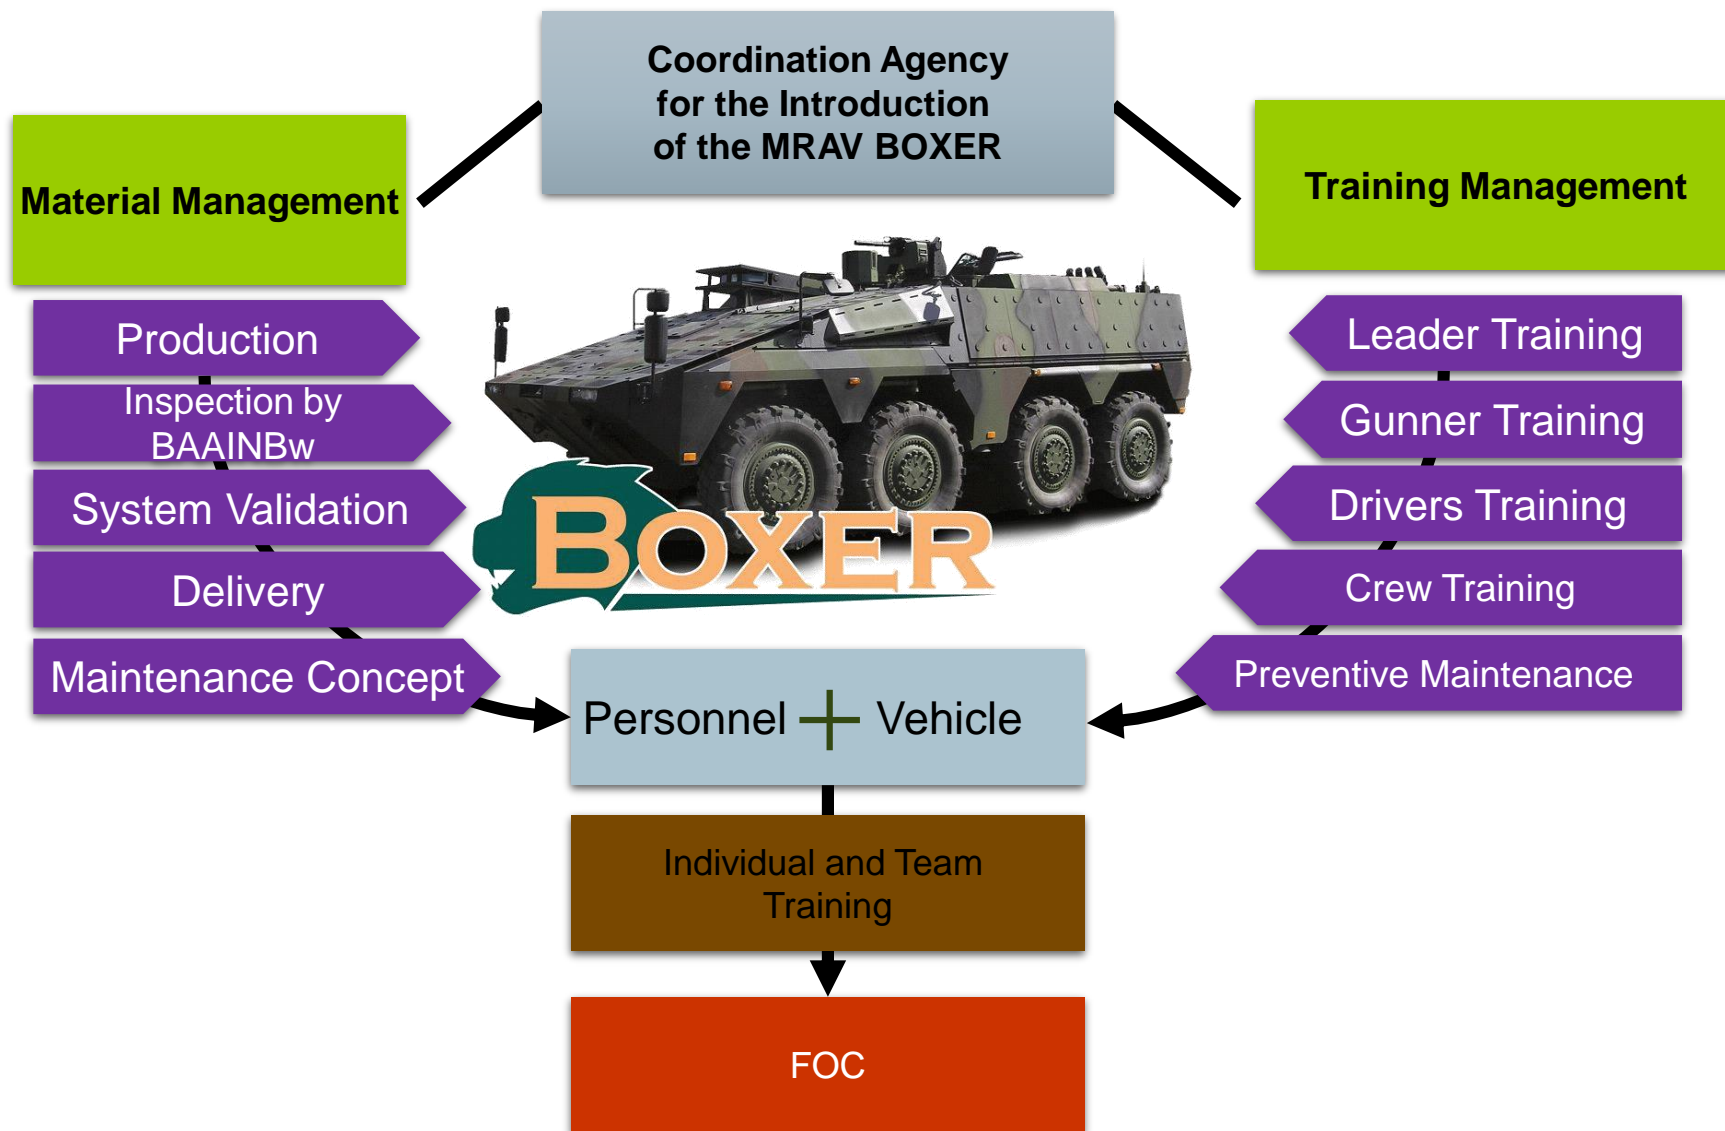 Coordination Agency
for the Introduction
of the MRAV BOXER
Material Management
Training Management
Production
Inspection by
BAAINBw
System Validation
Delivery
Maintenance Concept
Leader Training
Gunner Training
Drivers Training
Crew Training
Preventive Maintenance
BOXER
Personnel + Vehicle
Individual and Team
Training
FOC